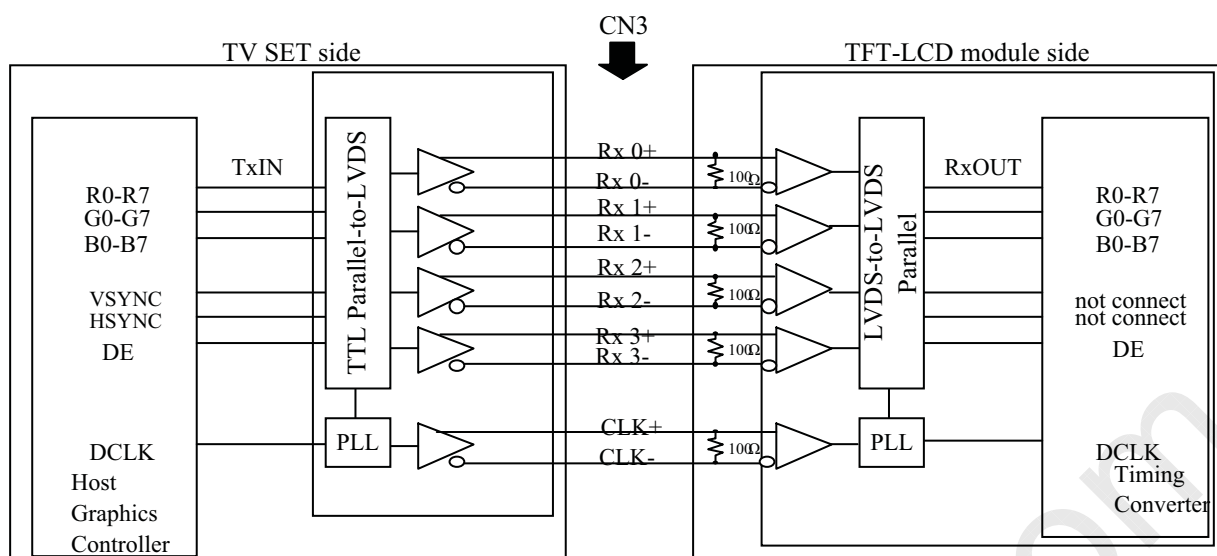 CN3
TV SET side
TFT-LCD module side
TxIN
R0-R7
G0-G7
B0-B7
VSYNC
HSYNC
DE
DCLK
Host
Graphics
Controller
TTL Parallel-to-LVDS
PLL
Rx 0+
Rx 0-
Rx 1+
Rx 1-
Rx 2+
Rx 2-
Rx 3+
Rx 3-
CLK+
CLK-
100Ω
100Ω
100Ω
100Ω
100Ω
LVDS-to-LVDS
Parallel
PLL
RxOUT
R0-R7
G0-G7
B0-B7
not connect
not connect
DE
DCLK
Timing
Converter
om